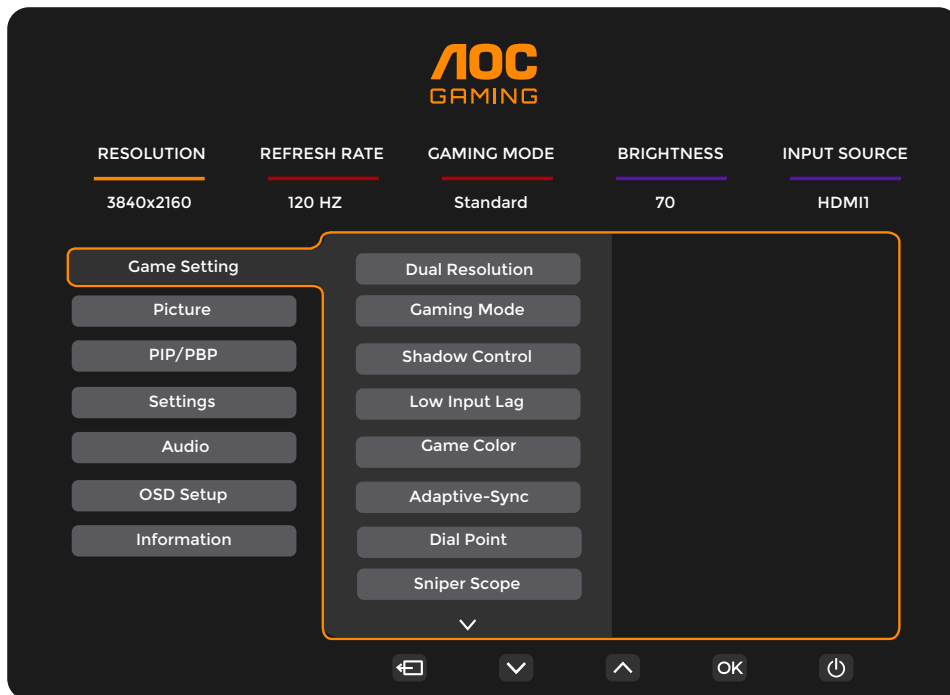 AOC
GAMING
RESOLUTION REFRESH RATE GAMING MODE BRIGHTNESS INPUT SOURCE
3840x2160 120 HZ Standard 70 HDMI1
Game Setting
Picture
PIP/PBP
Settings
Audio
OSD Setup
Information
Dual Resolution
Gaming Mode
Shadow Control
Low Input Lag
Game Color
Adaptive-Sync
Dial Point
Sniper Scope
OK